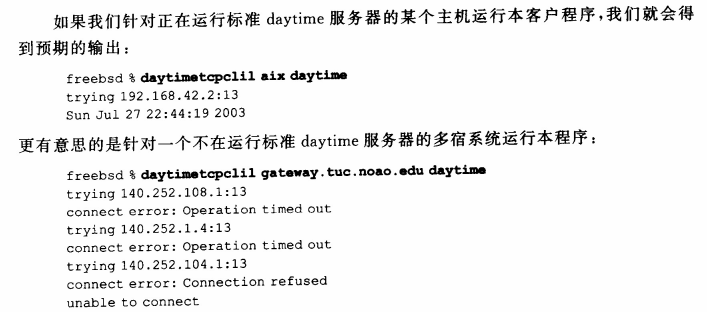 如果我们针对正在运行标准 daytime 服务器的某个主机运行本客户程序,我们就会得
到预期的输出:
freebsd % daytimetcpcli1 aix daytime
trying 192.168.42.2:13
Sun Jul 27 22:44:19 2003
更有意思的是针对一个不在运行标准 daytime 服务器的多宿系统运行本程序:
freebsd % daytimetcpcli1 gateway.tuc.noao.edu daytime
trying 140.252.108.1:13
connect error: Operation timed out
trying 140.252.1.4:13
connect error: Operation timed out
trying 140.252.104.1:13
connect error: Connection refused
unable to connect